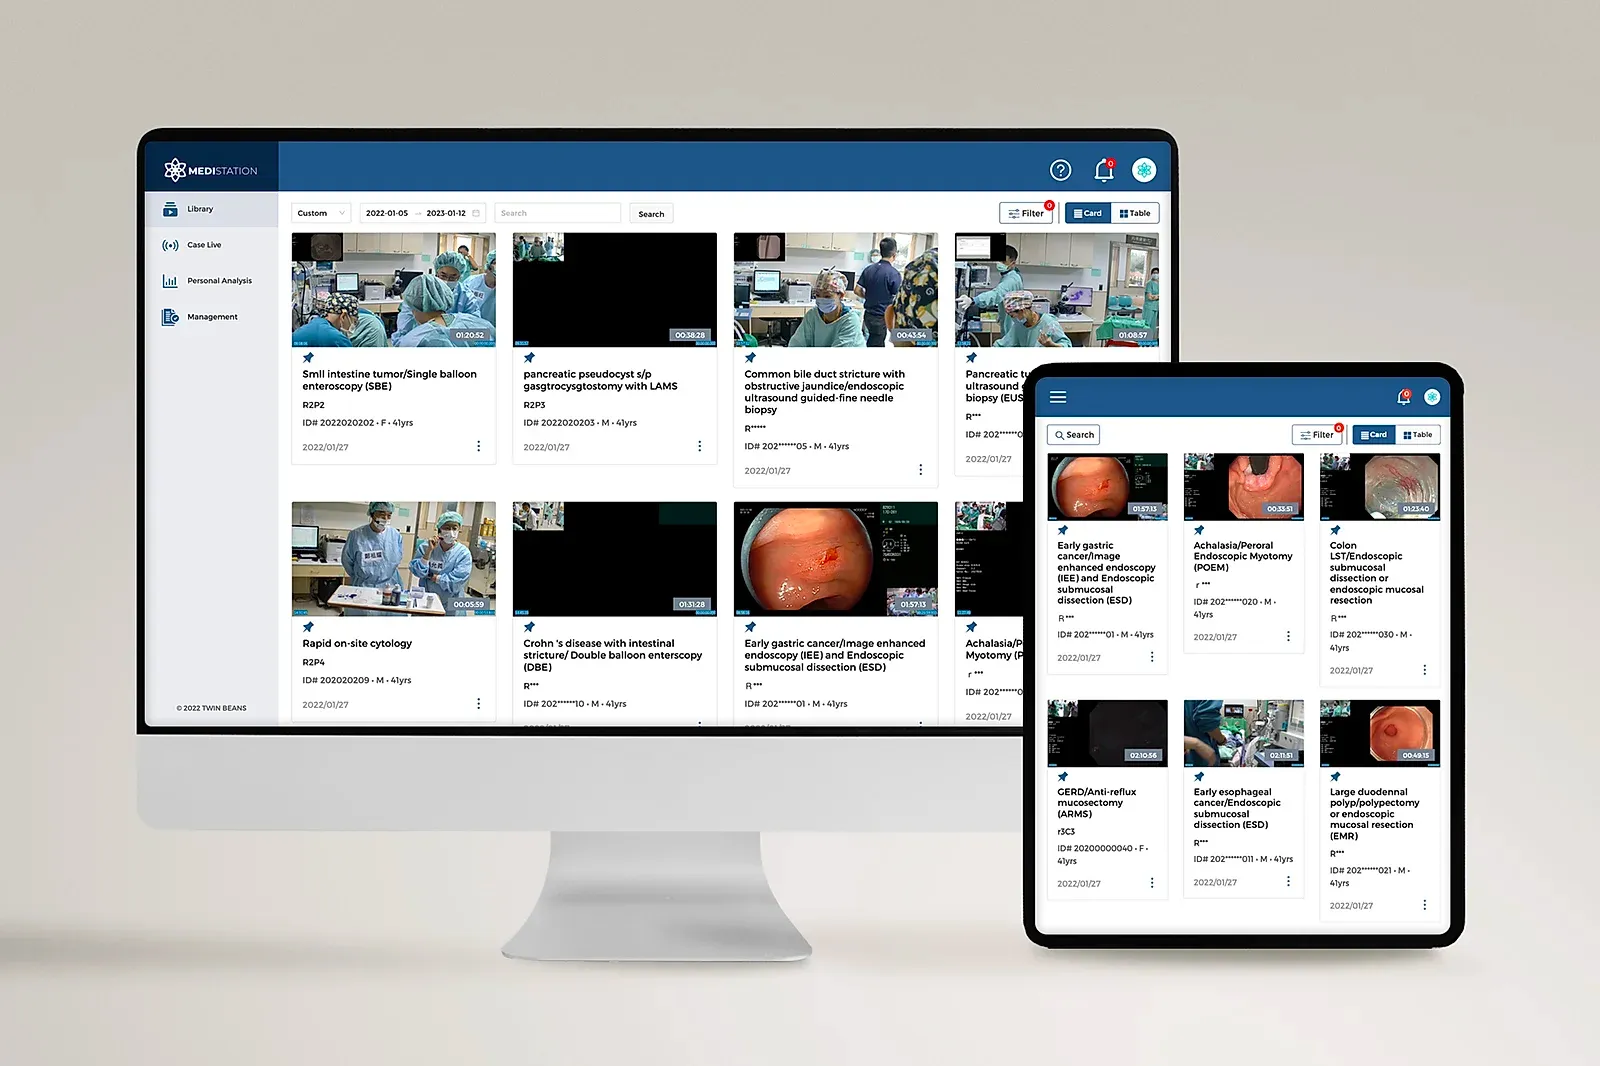 MEDISTATION
0
Library
Case Live
Personal Analysis
Management
© 2022 TWIN BEANS
Custom
2022-01-05 → 2023-01-12
Search
Search
Filter
0
Card
Table
01:20:52
Smll intestine tumor/Single balloon
enteroscopy (SBE)
R2P2
ID# 2022020202 • F • 41yrs
2022/01/27
00:38:28
pancreatic pseudocyst s/p
gasgtrocysgtostomy with LAMS
R2P3
ID# 2022020203 • M • 41yrs
2022/01/27
00:43:54
Common bile duct stricture with
obstructive jaundice/endoscopic
ultrasound guided-fine needle
biopsy
R*****
ID# 202******05 • M • 41yrs
2022/01/27
01:08:57
Pancreatic tu
ultrasound g
biopsy (EUS
R***
ID# 202******0
2022/01/27
00:05:59
Rapid on-site cytology
R2P4
ID# 202020209 • M • 41yrs
2022/01/27
01:31:28
Crohn 's disease with intestinal
stricture/ Double balloon enterscopy
(DBE)
R***
ID# 202******10 • M • 41yrs
01:57:13
Early gastric cancer/Image enhanced
endoscopy (IEE) and Endoscopic
submucosal dissection (ESD)
R***
ID# 202******01 • M • 41yrs
Achalasia/P
Myotomy (P
r ***
ID# 202******0
2022/01/27
0
Search
Filter
0
Card
Table
01:57:13
Early gastric
cancer/Image
enhanced endoscopy
(IEE) and Endoscopic
submucosal
dissection (ESD)
R***
ID# 202******01 • M • 41yrs
2022/01/27
00:33:51
Achalasia/Peroral
Endoscopic Myotomy
(POEM)
r ***
ID# 202******020 • M •
41yrs
2022/01/27
01:23:40
Colon
LST/Endoscopic
submucosal
dissection or
endoscopic mucosal
resection
R***
ID# 202******030 • M •
41yrs
2022/01/27
02:10:56
GERD/Anti-reflux
mucosectomy
(ARMS)
r3C3
ID# 20200000040 • F •
41yrs
2022/01/27
02:11:51
Early esophageal
cancer/Endoscopic
submucosal
dissection (ESD)
R***
ID# 202******011 • M • 41yrs
2022/01/27
00:49:15
Large duodennal
polyp/polypectomy
or endoscopic
mucosal resection
(EMR)
R***
ID# 202******021 • M •
41yrs
2022/01/27